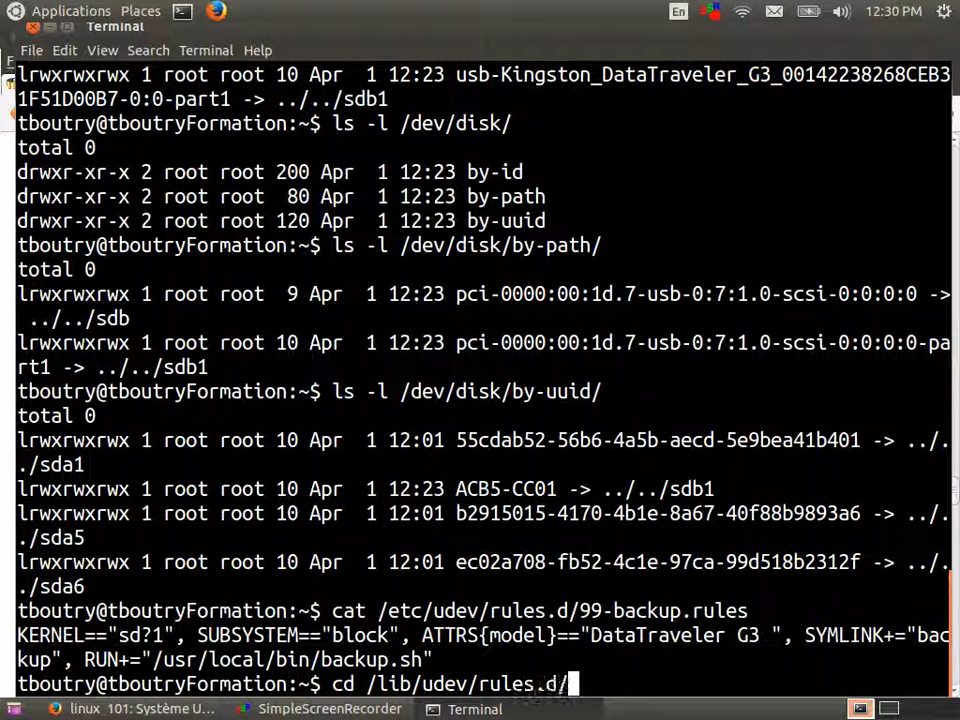 Applications Places En 12:30 PM
Terminal
File Edit View Search Terminal Help
lrwxrwxrwx 1 root root 10 Apr  1 12:23 usb-Kingston_DataTraveler_G3_00142238268CEB3
1F51D00B7-0:0-part1 -> ../../sdb1
tboutry@tboutryFormation:~$ ls -l /dev/disk/
total 0
drwxr-xr-x 2 root root 200 Apr  1 12:23 by-id
drwxr-xr-x 2 root root  80 Apr  1 12:23 by-path
drwxr-xr-x 2 root root 120 Apr  1 12:23 by-uuid
tboutry@tboutryFormation:~$ ls -l /dev/disk/by-path/
total 0
lrwxrwxrwx 1 root root  9 Apr  1 12:23 pci-0000:00:1d.7-usb-0:7:1.0-scsi-0:0:0:0 ->
 ../../sdb
lrwxrwxrwx 1 root root 10 Apr  1 12:23 pci-0000:00:1d.7-usb-0:7:1.0-scsi-0:0:0:0-pa
rt1 -> ../../sdb1
tboutry@tboutryFormation:~$ ls -l /dev/disk/by-uuid/
total 0
lrwxrwxrwx 1 root root 10 Apr  1 12:01 55cdab52-56b6-4a5b-aecd-5e9bea41b401 -> ../.
./sda1
lrwxrwxrwx 1 root root 10 Apr  1 12:23 ACB5-CC01 -> ../../sdb1
lrwxrwxrwx 1 root root 10 Apr  1 12:01 b2915015-4170-4b1e-8a67-40f88b9893a6 -> ../.
./sda5
lrwxrwxrwx 1 root root 10 Apr  1 12:01 ec02a708-fb52-4c1e-97ca-99d518b2312f -> ../.
./sda6
tboutry@tboutryFormation:~$ cat /etc/udev/rules.d/99-backup.rules
KERNEL=="sd?1", SUBSYSTEM=="block", ATTRS{model}=="DataTraveler G3 ", SYMLINK+="bac
kup", RUN+="/usr/local/bin/backup.sh"
tboutry@tboutryFormation:~$ cd /lib/udev/rules.d/
linux_101: Système U... SimpleScreenRecorder Terminal